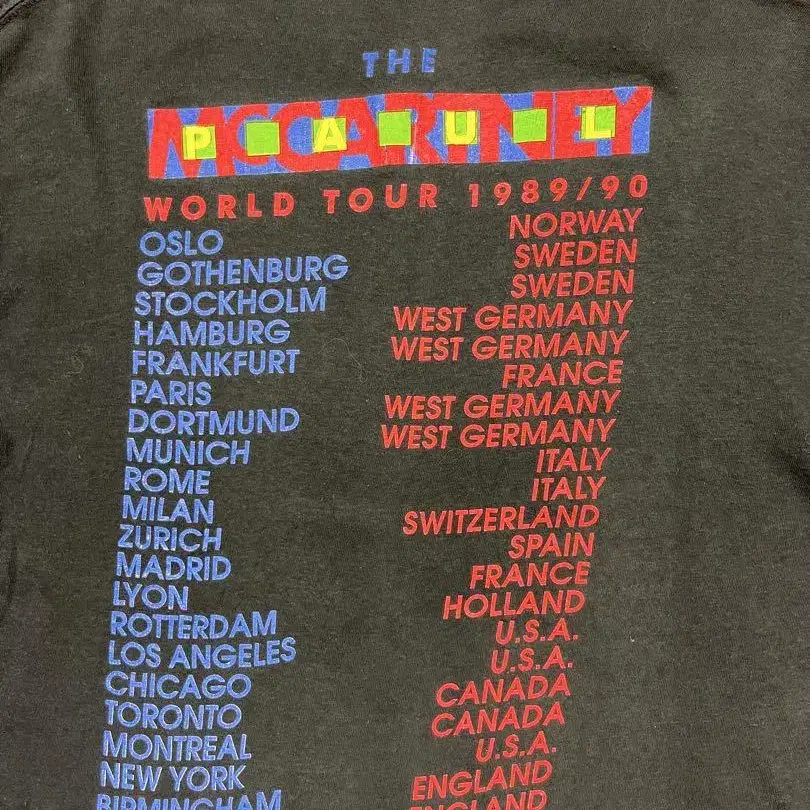 THE
MCCARTNEY
PAUL
WORLD TOUR 1989/90
OSLO NORWAY
GOTHENBURG SWEDEN
STOCKHOLM SWEDEN
HAMBURG WEST GERMANY
FRANKFURT WEST GERMANY
PARIS FRANCE
DORTMUND WEST GERMANY
MUNICH WEST GERMANY
ROME ITALY
MILAN ITALY
ZURICH SWITZERLAND
MADRID SPAIN
LYON FRANCE
ROTTERDAM HOLLAND
LOS ANGELES U.S.A.
CHICAGO U.S.A.
TORONTO CANADA
MONTREAL CANADA
NEW YORK U.S.A.
BIRMINGHAM ENGLAND
ENGLAND